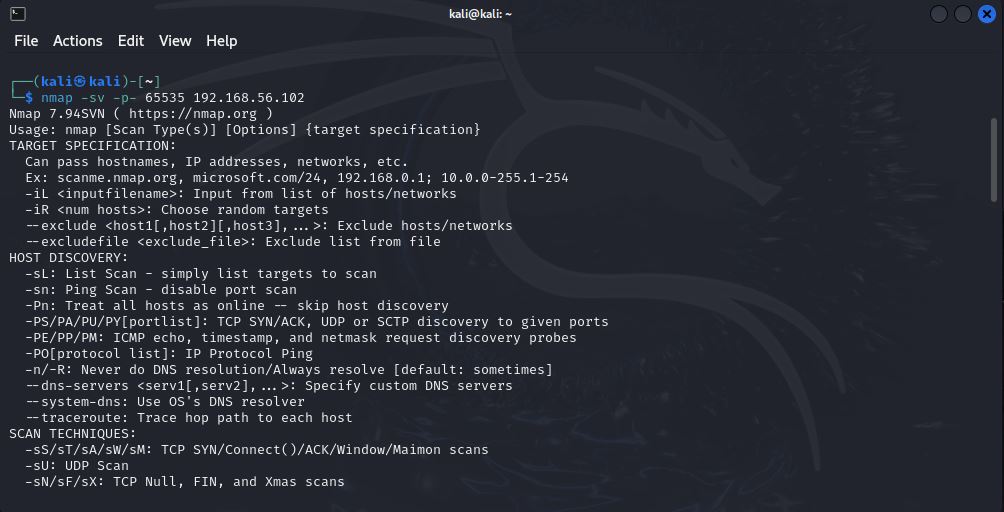 kali@kali: ~
File Actions Edit View Help
┌──(kali㉿kali)-[~]
└─$ nmap -sv -p- 65535 192.168.56.102
Nmap 7.94SVN ( https://nmap.org )
Usage: nmap [Scan Type(s)] [Options] {target specification}
TARGET SPECIFICATION:
  Can pass hostnames, IP addresses, networks, etc.
  Ex: scanme.nmap.org, microsoft.com/24, 192.168.0.1; 10.0.0-255.1-254
  -iL <inputfilename>: Input from list of hosts/networks
  -iR <num hosts>: Choose random targets
  --exclude <host1[,host2][,host3],...>: Exclude hosts/networks
  --excludefile <exclude_file>: Exclude list from file
HOST DISCOVERY:
  -sL: List Scan - simply list targets to scan
  -sn: Ping Scan - disable port scan
  -Pn: Treat all hosts as online -- skip host discovery
  -PS/PA/PU/PY[portlist]: TCP SYN/ACK, UDP or SCTP discovery to given ports
  -PE/PP/PM: ICMP echo, timestamp, and netmask request discovery probes
  -PO[protocol list]: IP Protocol Ping
  -n/-R: Never do DNS resolution/Always resolve [default: sometimes]
  --dns-servers <serv1[,serv2],...>: Specify custom DNS servers
  --system-dns: Use OS's DNS resolver
  --traceroute: Trace hop path to each host
SCAN TECHNIQUES:
  -sS/sT/sA/sW/sM: TCP SYN/Connect()/ACK/Window/Maimon scans
  -sU: UDP Scan
  -sN/sF/sX: TCP Null, FIN, and Xmas scans